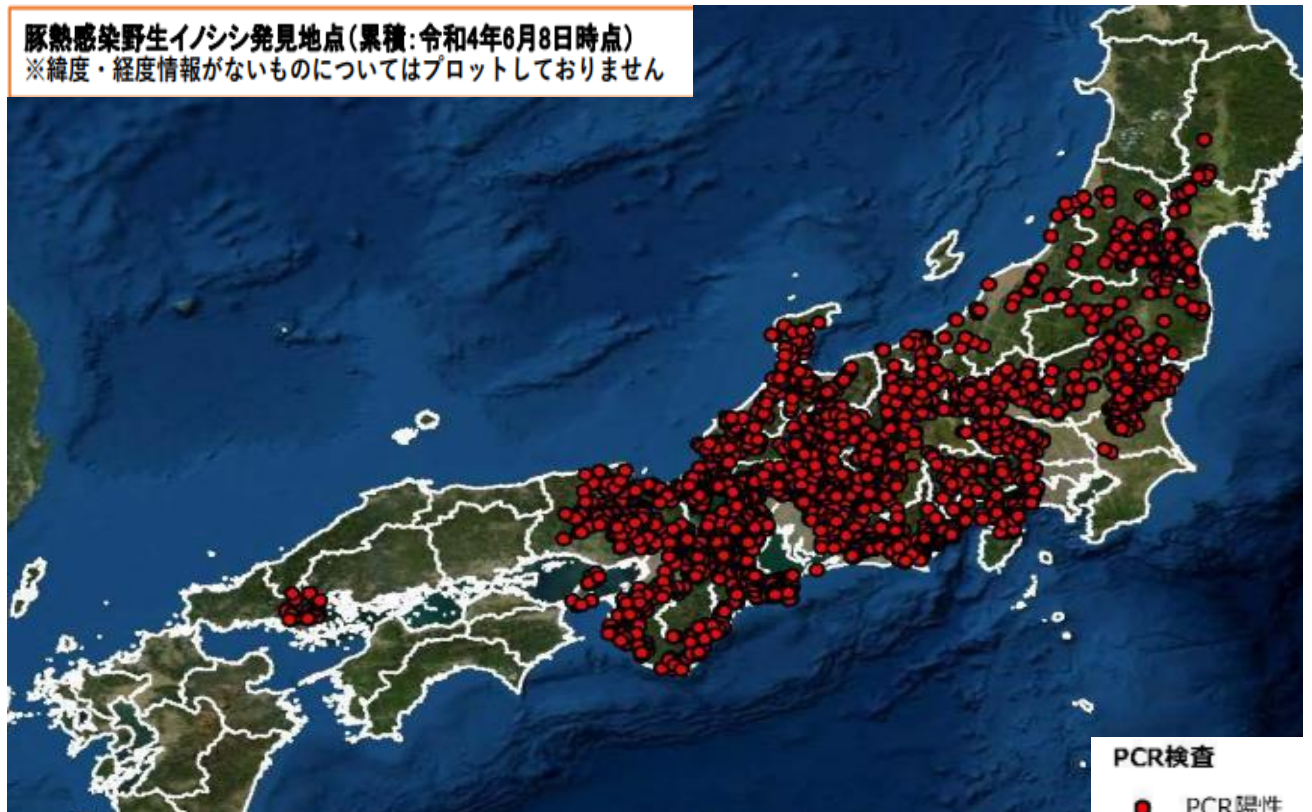 豚熱感染野生イノシシ発見地点(累積:令和4年6月8日時点)
※緯度・経度情報がないものについてはプロットしておりません
PCR検査
PCR陽性